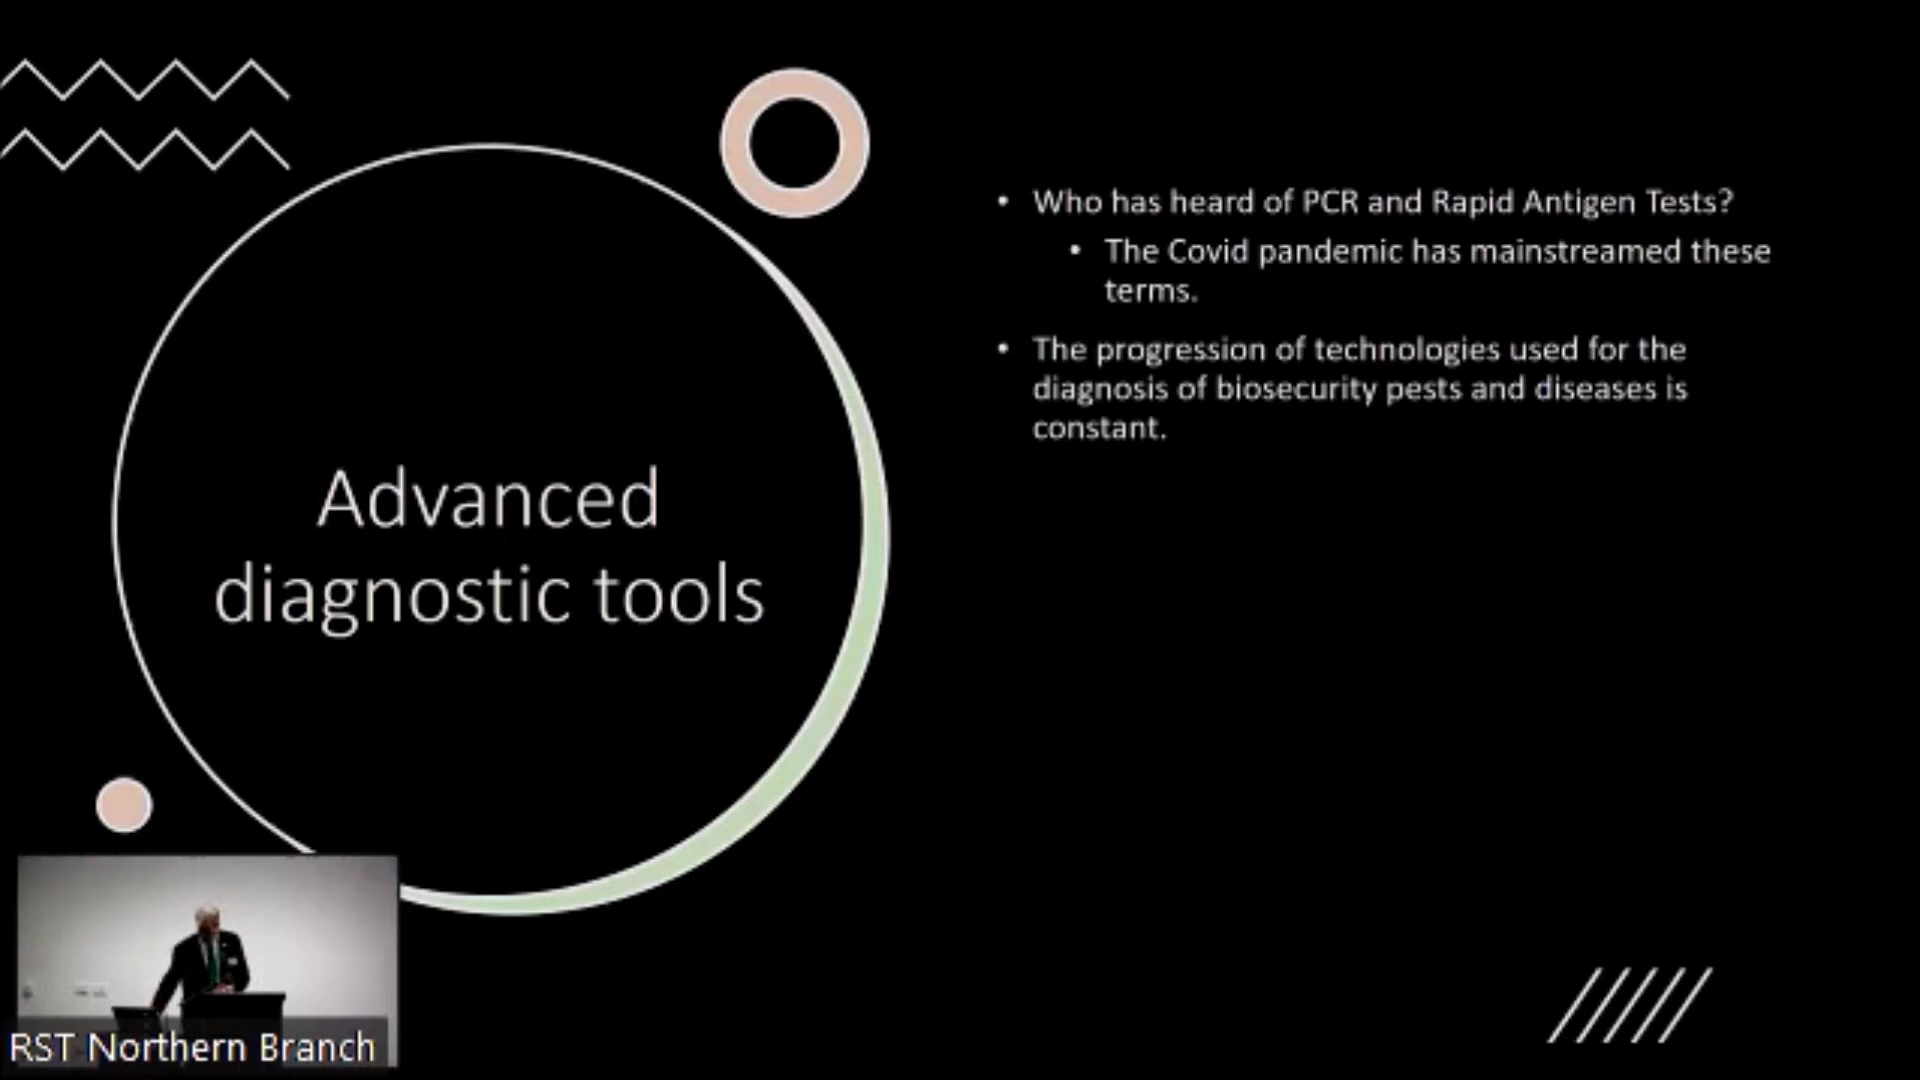 Advanced
diagnostic tools
• Who has heard of PCR and Rapid Antigen Tests?
• The Covid pandemic has mainstreamed these
terms.
• The progression of technologies used for the
diagnosis of biosecurity pests and diseases is
constant.
RST Northern Branch